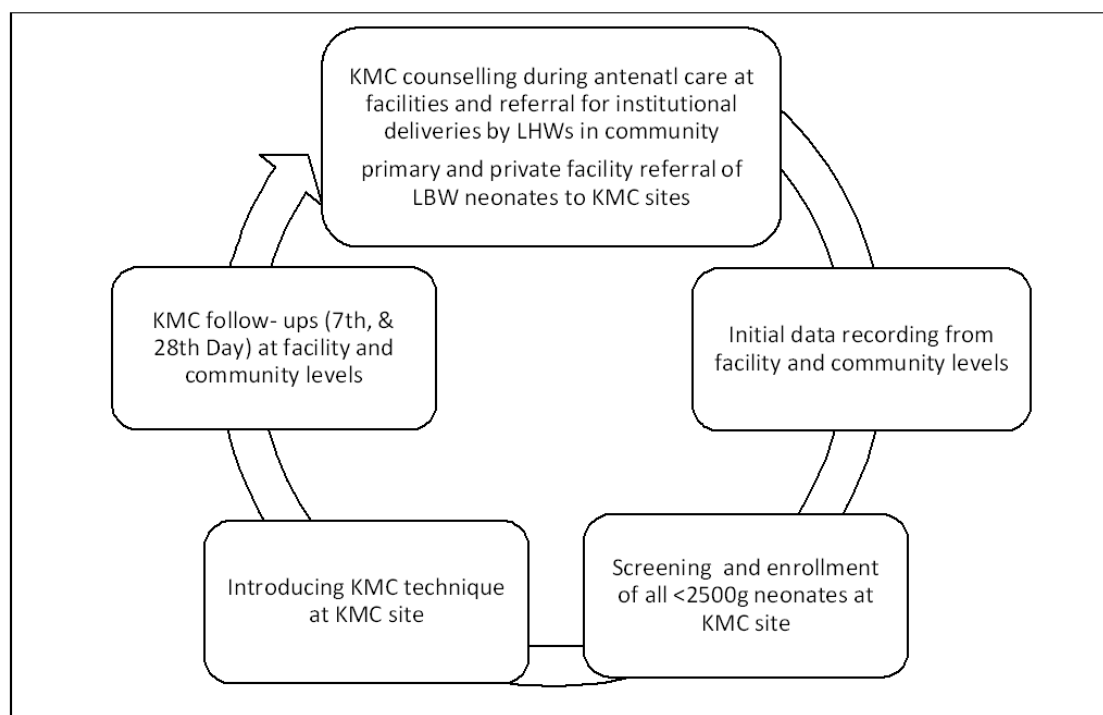 KMC counselling during antenatl care at
facilities and referral for institutional
deliveries by LHWs in community
primary and private facility referral of
LBW neonates to KMC sites
Initial data recording from
facility and community levels
Screening and enrollment
of all <2500g neonates at
KMC site
Introducing KMC technique
at KMC site
KMC follow- ups (7th, &
28th Day) at facility and
community levels